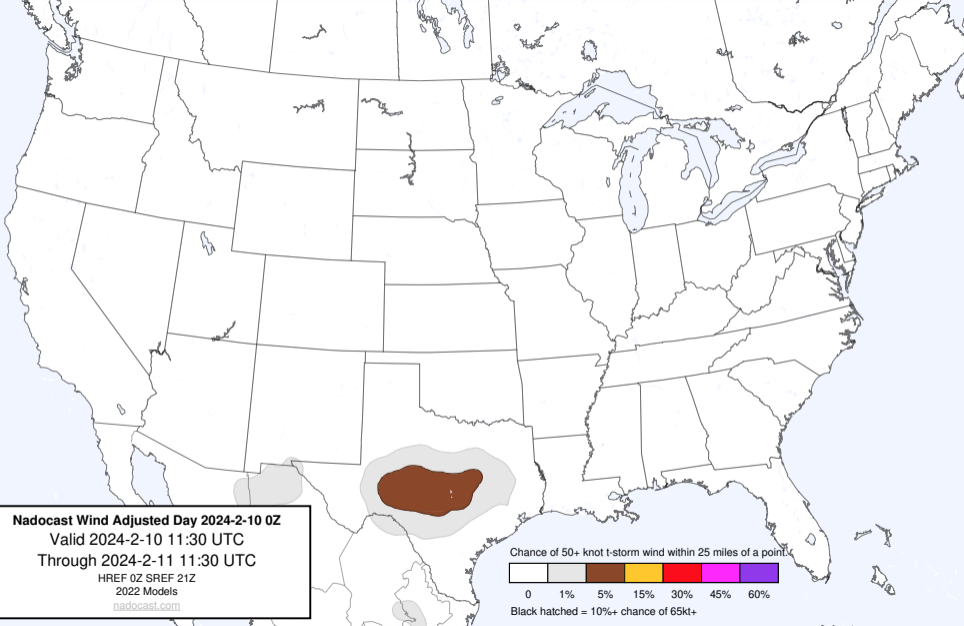 Nadocast Wind Adjusted Day 2024-2-10 0Z
Valid 2024-2-10 11:30 UTC
Through 2024-2-11 11:30 UTC
HREF 0Z SREF 21Z
2022 Models
nadocast.com
Chance of 50+ knot t-storm wind within 25 miles of a point.
0 1% 5% 15% 30% 45% 60%
Black hatched = 10%+ chance of 65kt+